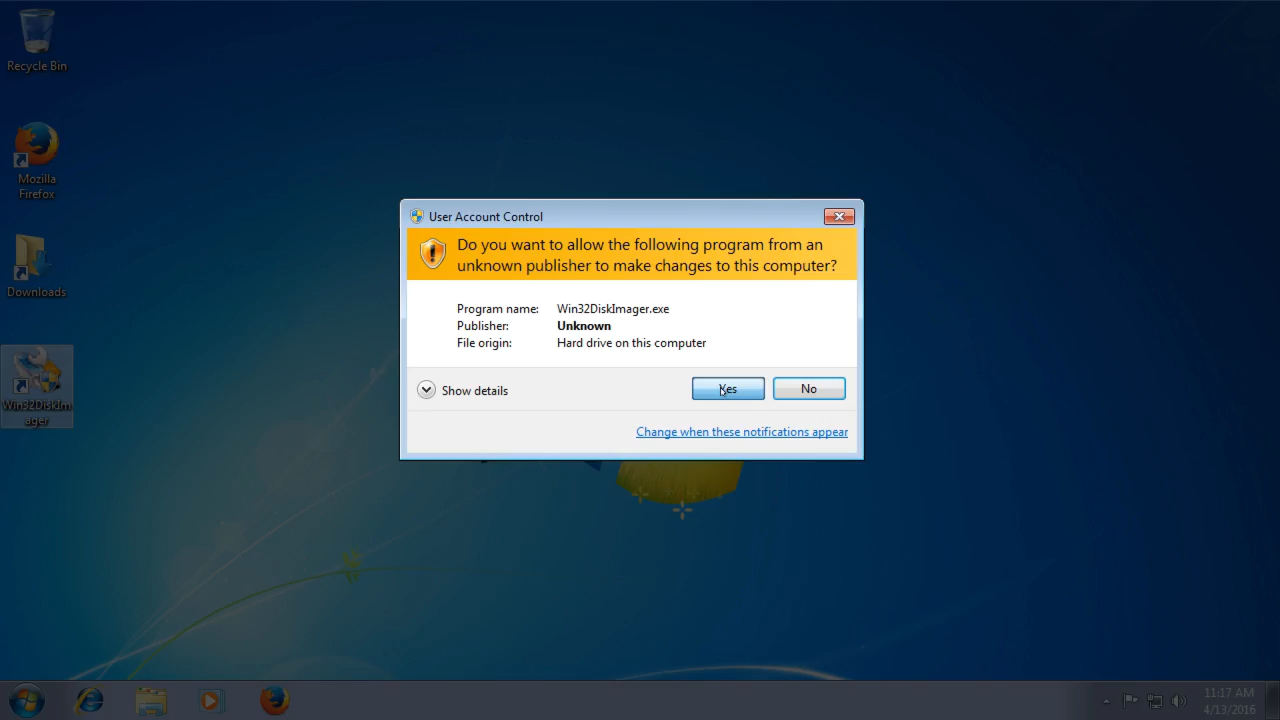 Recycle Bin
Mozilla
Firefox
Downloads
Win32DiskIm
ager
User Account Control
Do you want to allow the following program from an
unknown publisher to make changes to this computer?
Program name: Win32DiskImager.exe
Publisher: Unknown
File origin: Hard drive on this computer
Show details
Yes
No
Change when these notifications appear
11:17 AM
4/13/2016